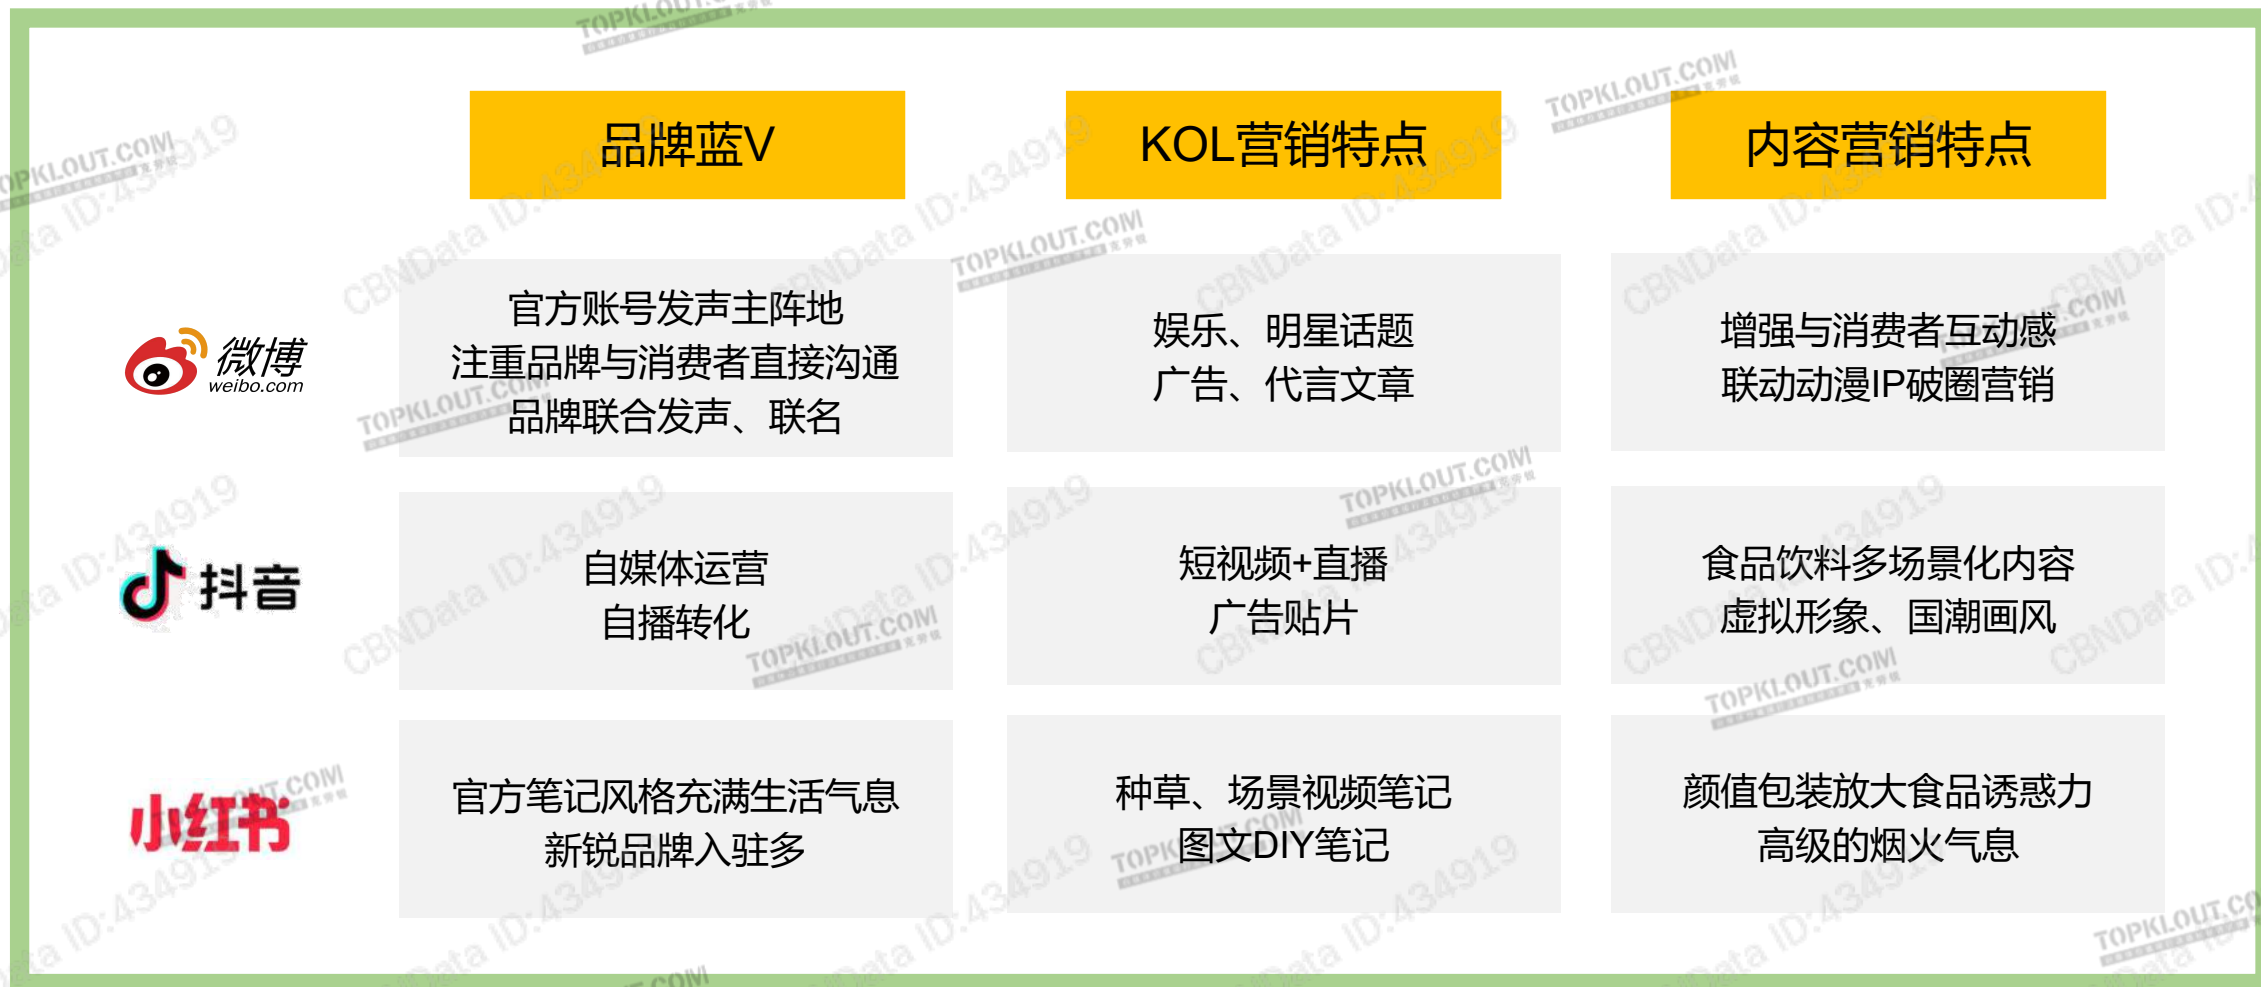 TOPKLOUT.COM
品牌蓝V
KOL营销特点
内容营销特点
微博
weibo.com
官方账号发声主阵地
注重品牌与消费者直接沟通
品牌联合发声、联名
娱乐、明星话题
广告、代言文章
增强与消费者互动感
联动动漫IP破圈营销
抖音
自媒体运营
自播转化
短视频+直播
广告贴片
食品饮料多场景化内容
虚拟形象、国潮画风
小红书
官方笔记风格充满生活气息
新锐品牌入驻多
种草、场景视频笔记
图文DIY笔记
颜值包装放大食品诱惑力
高级的烟火气息
CBNData ID:434919